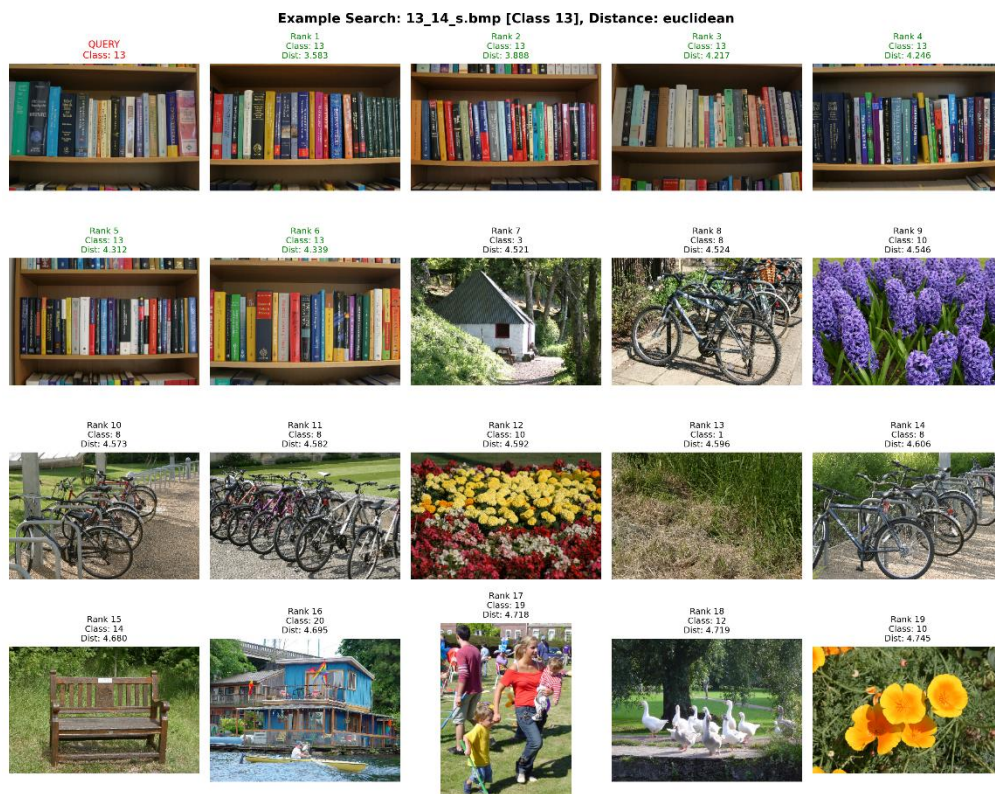 Example Search: 13_14_s.bmp [Class 13], Distance: euclidean
QUERY
Class: 13
Rank 1
Class: 13
Dist: 3.583
Rank 2
Class: 13
Dist: 3.888
Rank 3
Class: 13
Dist: 4.217
Rank 4
Class: 13
Dist: 4.246
Rank 5
Class: 13
Dist: 4.312
Rank 6
Class: 13
Dist: 4.339
Rank 7
Class: 3
Dist: 4.521
Rank 8
Class: 8
Dist: 4.524
Rank 9
Class: 10
Dist: 4.546
Rank 10
Class: 8
Dist: 4.573
Rank 11
Class: 8
Dist: 4.582
Rank 12
Class: 10
Dist: 4.592
Rank 13
Class: 1
Dist: 4.596
Rank 14
Class: 8
Dist: 4.606
Rank 15
Class: 14
Dist: 4.680
Rank 16
Class: 20
Dist: 4.695
Rank 17
Class: 19
Dist: 4.718
Rank 18
Class: 12
Dist: 4.719
Rank 19
Class: 10
Dist: 4.745